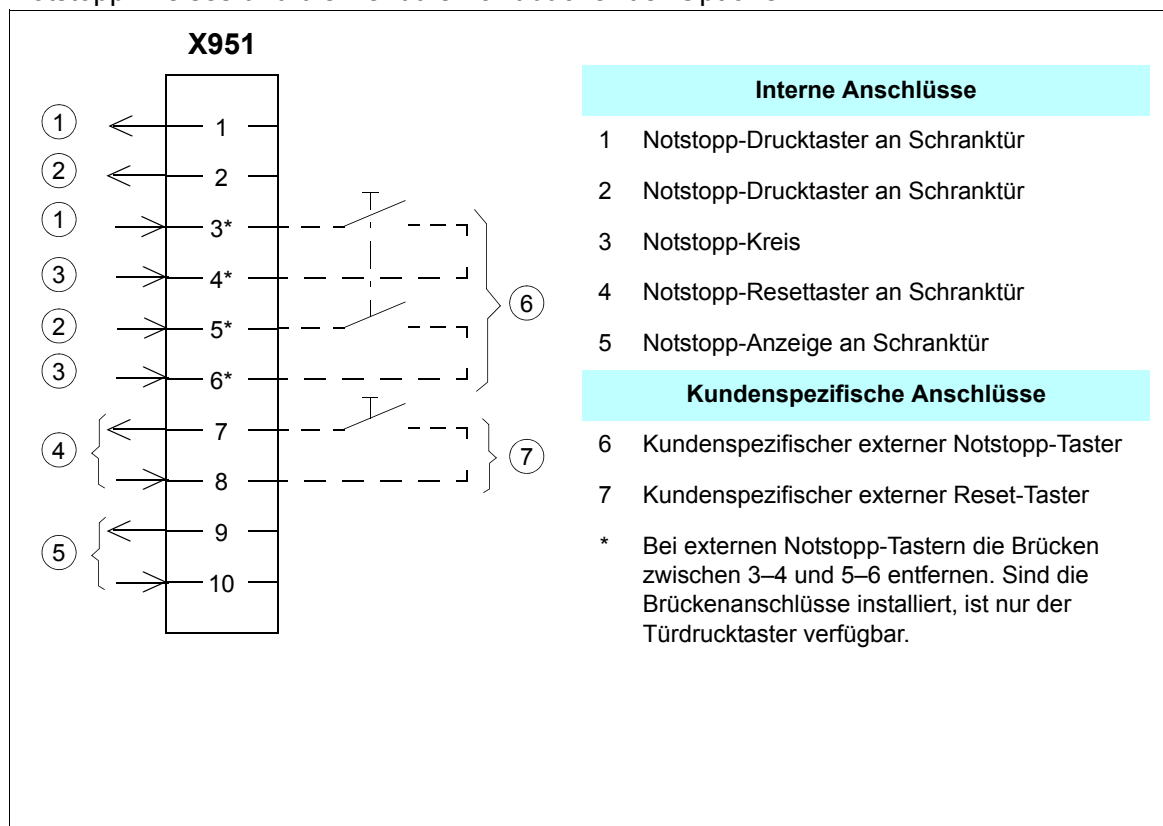 X951
1 1
2 2
1 3*
3 4*
2 5*
3 6*
6
7
4
8
7
9
5
10
Interne Anschlüsse
1 Notstopp-Drucktaster an Schranktür
2 Notstopp-Drucktaster an Schranktür
3 Notstopp-Kreis
4 Notstopp-Resettaster an Schranktür
5 Notstopp-Anzeige an Schranktür
Kundenspezifische Anschlüsse
6 Kundenspezifischer externer Notstopp-Taster
7 Kundenspezifischer externer Reset-Taster
* Bei externen Notstopp-Tastern die Brücken
zwischen 3–4 und 5–6 entfernen. Sind die
Brückenanschlüsse installiert, ist nur der
Türdrucktaster verfügbar.